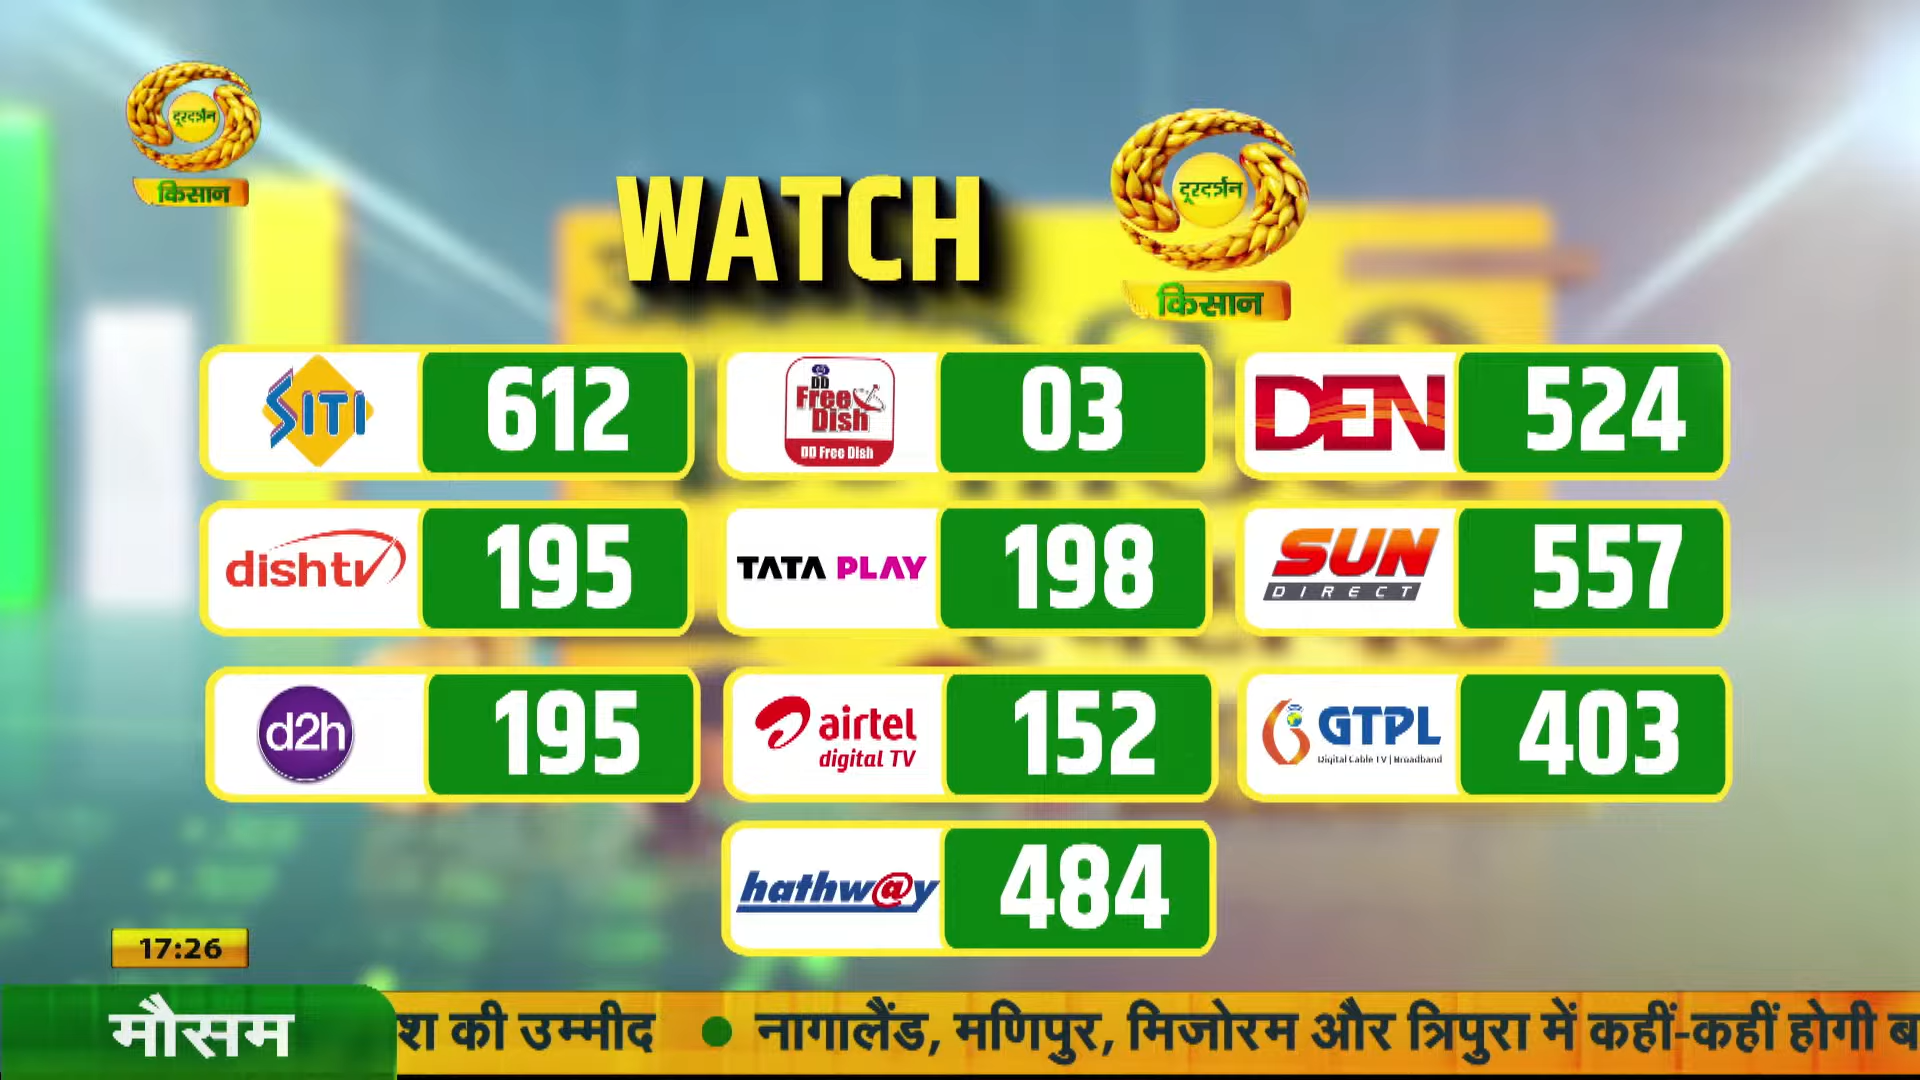 दूरदर्शन
किसान
WATCH
दूरदर्शन
किसान
SITI 612
DD Free Dish DD Free Dish 03
DEN 524
dishtv 195
TATA PLAY 198
SUN DIRECT 557
d2h 195
airtel digital TV 152
GTPL Digital Cable TV | Broadband 403
hathw@y 484
17:26
मौसम श की उम्मीद ● नागालैंड, मणिपुर, मिजोरम और त्रिपुरा में कहीं-कहीं होगी ब